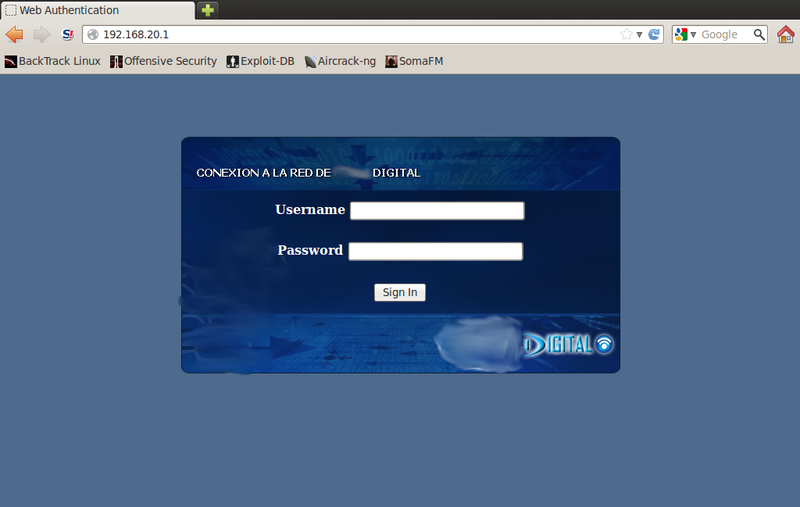 Web Authentication
192.168.20.1
Google
BackTrack Linux Offensive Security Exploit-DB Aircrack-ng SomaFM
CONEXION A LA RED DE DIGITAL
Username
Password
Sign In
DIGITAL